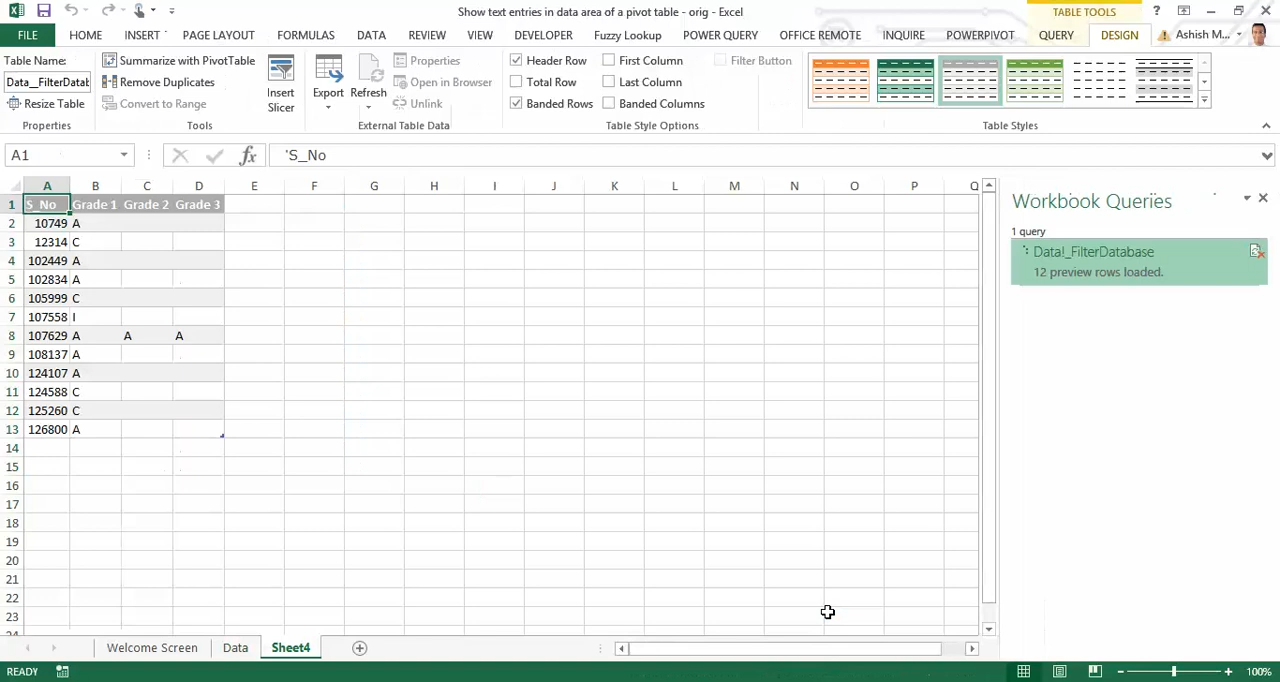 Show text entries in data area of a pivot table - orig - Excel
TABLE TOOLS
?
FILE HOME INSERT PAGE LAYOUT FORMULAS DATA REVIEW VIEW DEVELOPER Fuzzy Lookup POWER QUERY OFFICE REMOTE INQUIRE POWERPIVOT QUERY DESIGN Ashish M...
Table Name:
Data__FilterDatab
Resize Table
Properties
Summarize with PivotTable
Remove Duplicates
Convert to Range
Tools
Insert
Slicer
Export
Refresh
Properties
Open in Browser
Unlink
External Table Data
Header Row
Total Row
Banded Rows
First Column
Last Column
Banded Columns
Filter Button
Table Style Options
Table Styles
A1
fx
'S_No
A B C D E F G H I J K L M N O P Q
1 S_No Grade 1 Grade 2 Grade 3
2 10749 A
3 12314 C
4 102449 A
5 102834 A
6 105999 C
7 107558 I
8 107629 A A A
9 108137 A
10 124107 A
11 124588 C
12 125260 C
13 126800 A
14
15
16
17
18
19
20
21
22
23
24
Workbook Queries
1 query
Data!_FilterDatabase
12 preview rows loaded.
Welcome Screen Data Sheet4
READY
100%